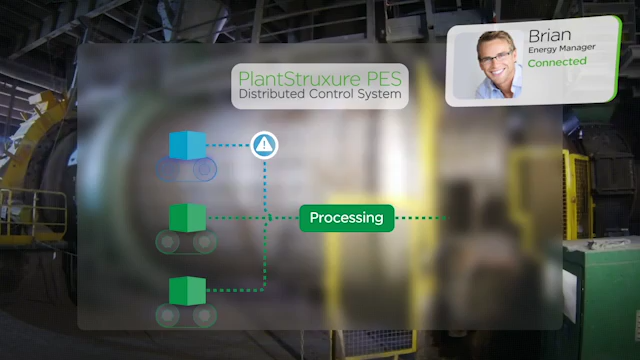 PlantStruxure PES
Distributed Control System
Brian
Energy Manager
Connected
Processing